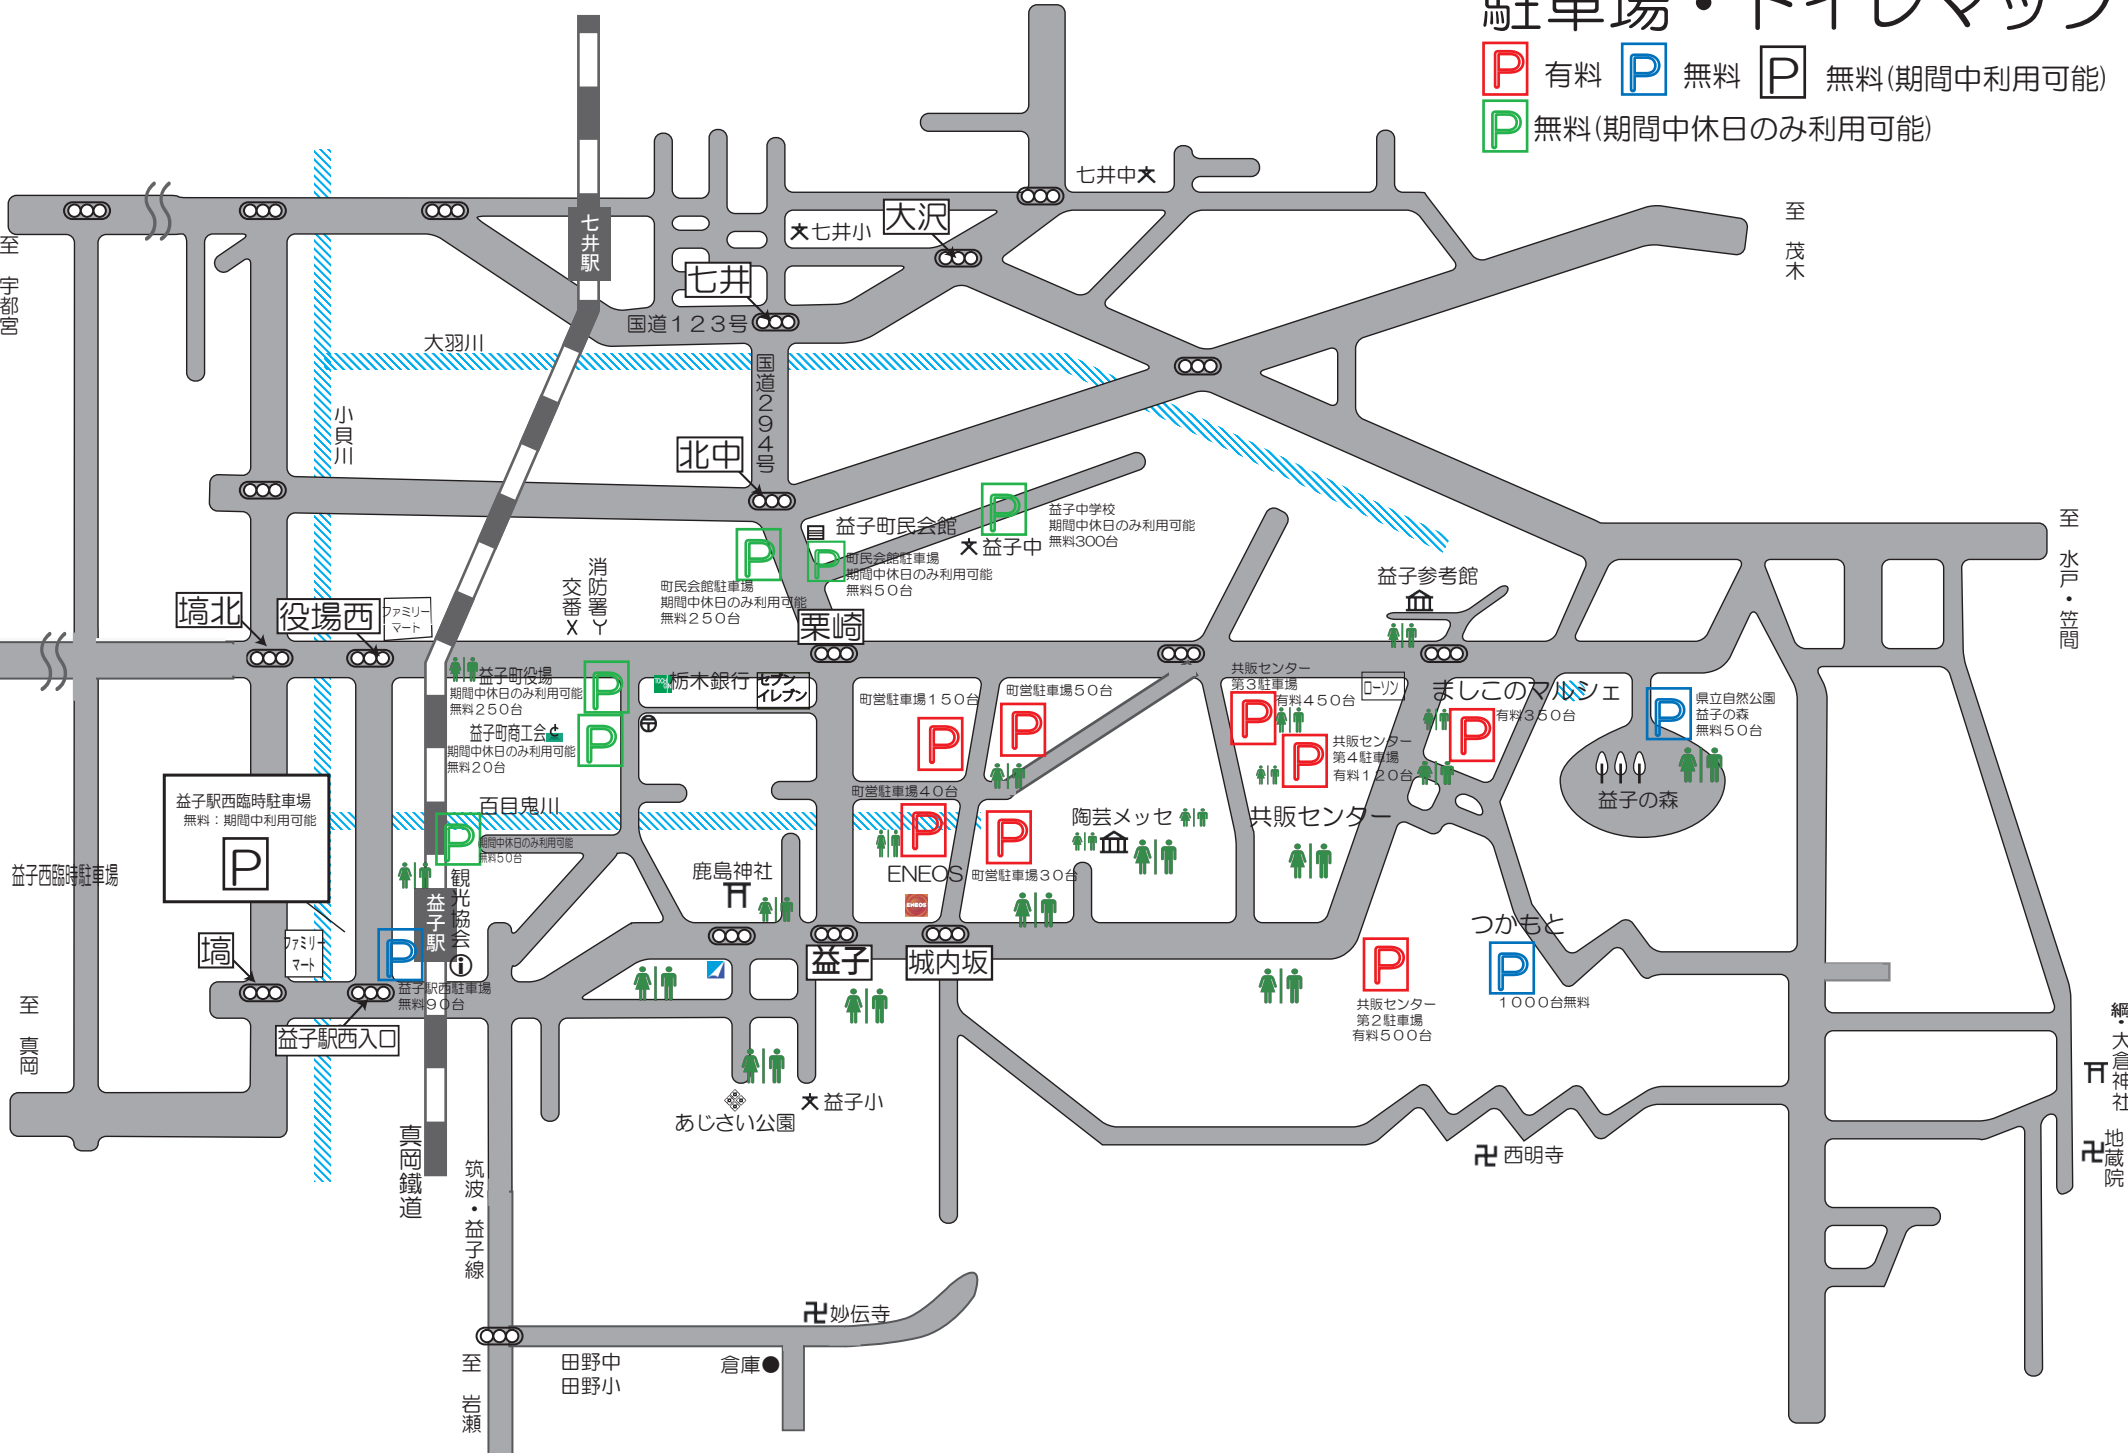 駐車場・トイレマップ
P 有料 P 無料 P 無料(期間中利用可能)
P 無料(期間中休日のみ利用可能)
七井中
至 茂木
大沢
七井小
七井駅
至 宇都宮
七井
国道123号
大羽川
国道294号
小貝川
北中
益子中学校
期間中休日のみ利用可能
無料300台
P
益子町民会館
益子中
至 水戸・笠間
P
P
町民会館駐車場
期間中休日のみ利用可能
無料50台
町民会館駐車場
期間中休日のみ利用可能
無料250台
消防署
交番
益子参考館
塙北
役場西
ファミリー
マート
栗崎
益子町役場
期間中休日のみ利用可能
無料250台
P
栃木銀行
セブン
イレブン
町営駐車場150台
P
町営駐車場50台
P
共販センター
第3駐車場
有料450台
P
ローソン
ましこのマルシェ
有料350台
P
県立自然公園
益子の森
無料50台
P
益子町商工会
期間中休日のみ利用可能
無料20台
P
共販センター
第4駐車場
有料120台
P
益子の森
益子駅西臨時駐車場
無料：期間中利用可能
P
百目鬼川
P
期間中休日のみ利用可能
無料50台
町営駐車場40台
P
ENEOS
ENEOS
P
町営駐車場30台
陶芸メッセ
共販センター
益子西臨時駐車場
鹿島神社
観光協会
益子駅
つかもと
P
1000台無料
塙
ファミリー
マート
P
益子駅西駐車場
無料90台
益子
城内坂
P
共販センター
第2駐車場
有料500台
至 真岡
益子駅西入口
綱・大倉神社
あじさい公園
益子小
真岡鐵道
西明寺
地蔵院
筑波・益子線
妙伝寺
至 岩瀬
田野中
田野小
倉庫